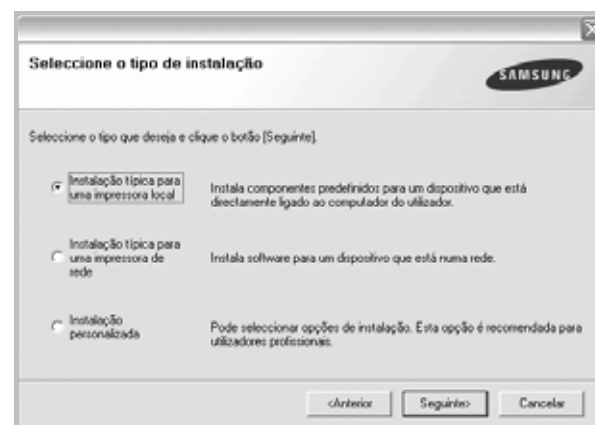 Seleccione o tipo de instalação
SAMSUNG
Seleccione o tipo que deseja e clique o botão [Seguinte].
Instalação típica para
uma impressora local
Instala componentes predefinidos para um dispositivo que está
directamente ligado ao computador do utilizador.
Instalação típica para
uma impressora de
rede
Instala software para um dispositivo que está numa rede.
Instalação
personalizada
Pode seleccionar opções de instalação. Esta opção é recomendada para
utilizadores profissionais.
<Anterior
Seguinte>
Cancelar